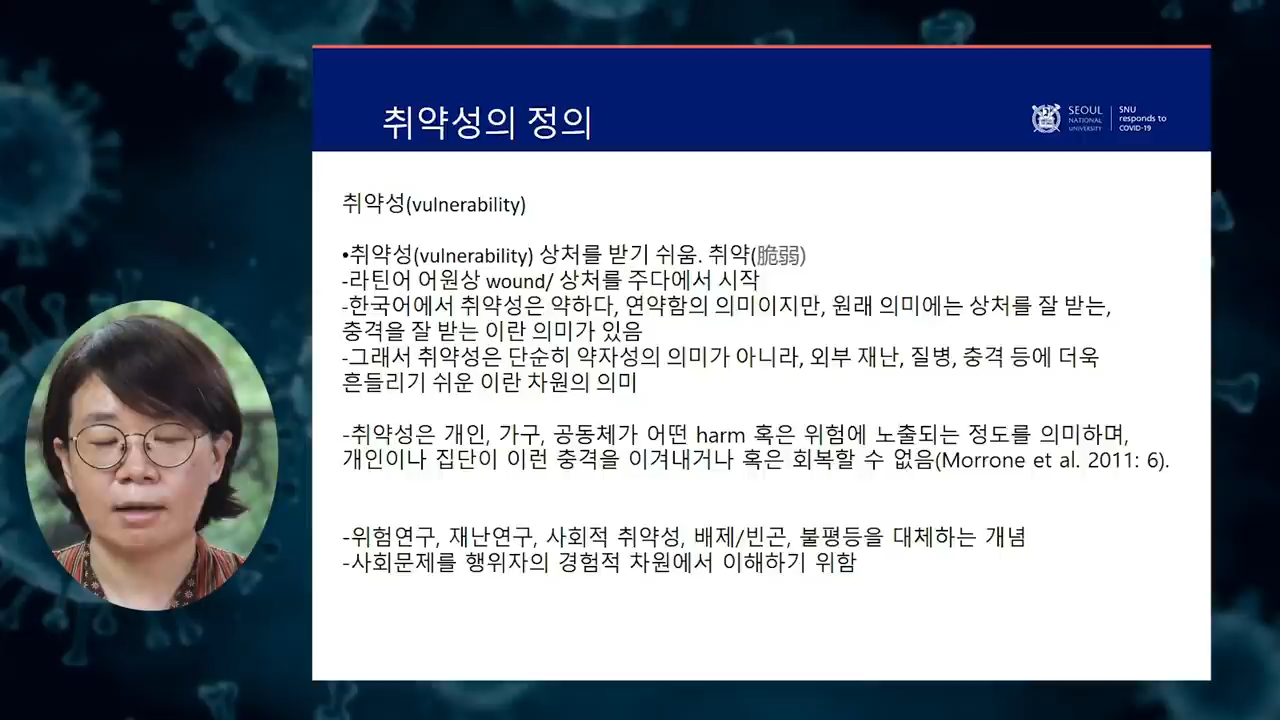 취약성의 정의
SEOUL
NATIONAL
UNIVERSITY
SNU
responds to
COVID-19
취약성(vulnerability)
•취약성(vulnerability) 상처를 받기 쉬움. 취약(脆弱)
-라틴어 어원상 wound/ 상처를 주다에서 시작
-한국어에서 취약성은 약하다, 연약함의 의미이지만, 원래 의미에는 상처를 잘 받는,
충격을 잘 받는 이란 의미가 있음
-그래서 취약성은 단순히 약자성의 의미가 아니라, 외부 재난, 질병, 충격 등에 더욱
흔들리기 쉬운 이란 차원의 의미
-취약성은 개인, 가구, 공동체가 어떤 harm 혹은 위험에 노출되는 정도를 의미하며,
개인이나 집단이 이런 충격을 이겨내거나 혹은 회복할 수 없음(Morrone et al. 2011: 6).
-위험연구, 재난연구, 사회적 취약성, 배제/빈곤, 불평등을 대체하는 개념
-사회문제를 행위자의 경험적 차원에서 이해하기 위함